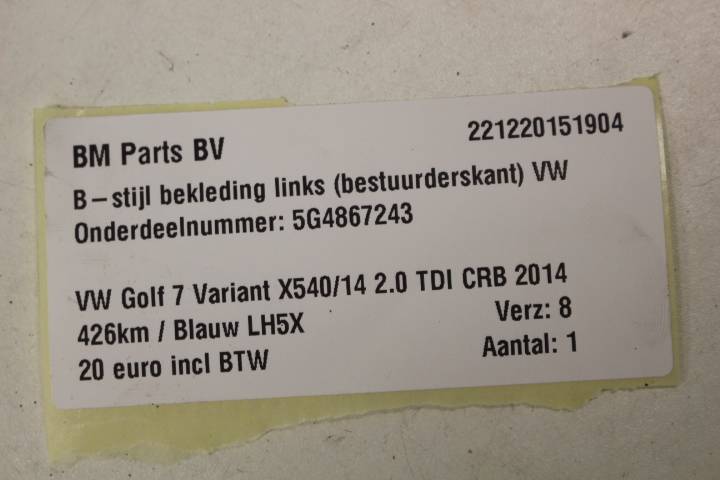 BM Parts BV 221220151904
B-stijl bekleding links (bestuurderskant) VW
Onderdeelnummer: 5G4867243
VW Golf 7 Variant X540/14 2.0 TDI CRB 2014
426km / Blauw LH5X Verz: 8
20 euro incl BTW Aantal: 1